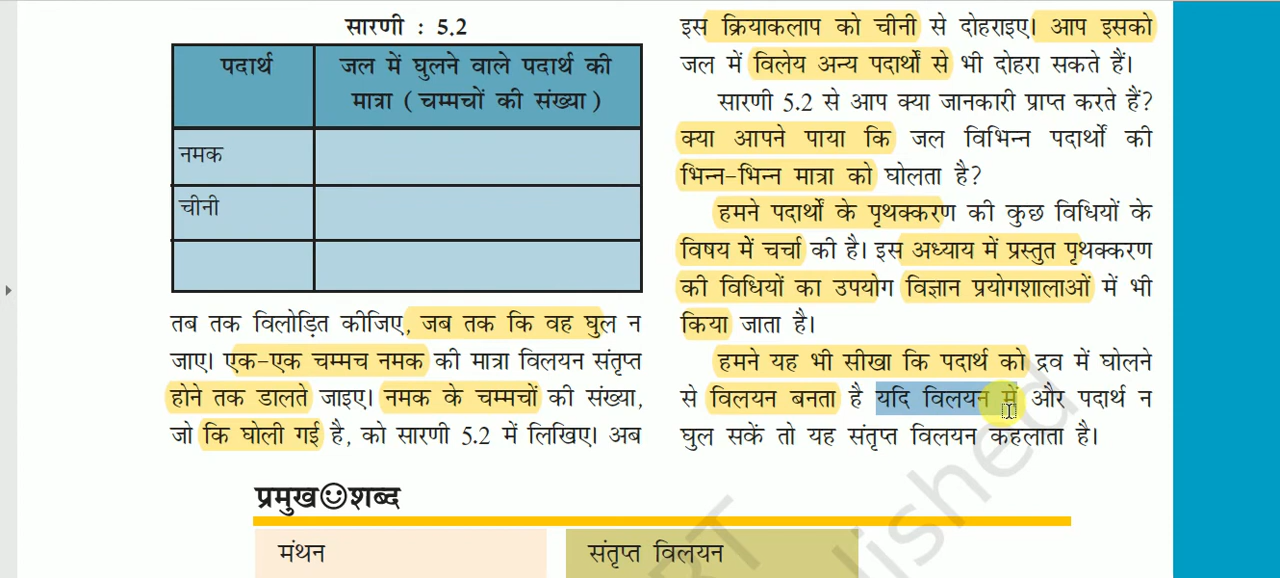 सारणी : 5.2
पदार्थ
जल में घुलने वाले पदार्थ की
मात्रा ( चम्मचों की संख्या )
नमक
चीनी
तब तक विलोड़ित कीजिए, जब तक कि वह घुल न
जाए। एक-एक चम्मच नमक की मात्रा विलयन संतृप्त
होने तक डालते जाइए। नमक के चम्मचों की संख्या,
जो कि घोली गई है, को सारणी 5.2 में लिखिए। अब
इस क्रियाकलाप को चीनी से दोहराइए। आप इसको
जल में विलेय अन्य पदार्थों से भी दोहरा सकते हैं।
सारणी 5.2 से आप क्या जानकारी प्राप्त करते हैं?
क्या आपने पाया कि जल विभिन्न पदार्थों की
भिन्न-भिन्न मात्रा को घोलता है?
हमने पदार्थों के पृथक्करण की कुछ विधियों के
विषय में चर्चा की है। इस अध्याय में प्रस्तुत पृथक्करण
की विधियों का उपयोग विज्ञान प्रयोगशालाओं में भी
किया जाता है।
हमने यह भी सीखा कि पदार्थ को द्रव में घोलने
से विलयन बनता है यदि विलयन में और पदार्थ न
घुल सकें तो यह संतृप्त विलयन कहलाता है।
प्रमुख शब्द
मंथन
संतृप्त विलयन